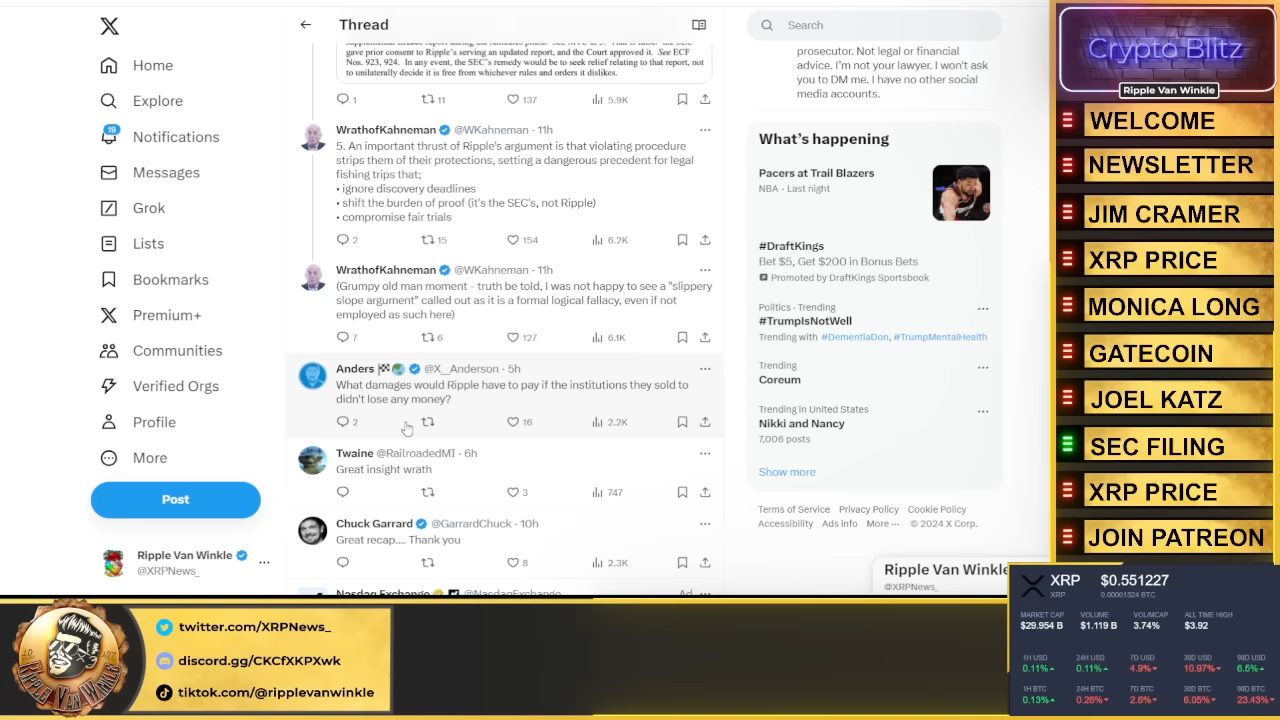 Home
Explore
19
Notifications
Messages
Grok
Lists
Bookmarks
Premium+
Communities
Verified Orgs
Profile
More
Post
Ripple Van Winkle
@XRPNews_
Thread
gave prior consent to Ripple's serving an updated report, and the Court approved it. See ECF
Nos. 923, 924. In any event, the SEC's remedy would be to seek relief relating to that report, not
to unilaterally decide it is free from whichever rules and orders it dislikes.
1 11 137 5.9K
WrathofKahneman @WKahneman · 11h
5. An important thrust of Ripple's argument is that violating procedure
strips them of their protections, setting a dangerous precedent for legal
fishing trips that;
• ignore discovery deadlines
• shift the burden of proof (it's the SEC's, not Ripple)
• compromise fair trials
2 15 154 6.2K
WrathofKahneman @WKahneman · 11h
(Grumpy old man moment - truth be told, I was not happy to see a "slippery
slope argument" called out as it is a formal logical fallacy, even if not
employed as such here)
7 6 127 6.1K
Anders @X__Anderson · 5h
What damages would Ripple have to pay if the institutions they sold to
didn't lose any money?
2 16 2.2K
Twaine @RailroadedMI · 6h
Great insight wrath
3 747
Chuck Garrard @GarrardChuck · 10h
Great recap.... Thank you
8 2.3K
Nasdaq Exchange @NasdaqExchange Ad
Search
prosecutor. Not legal or financial
advice. I'm not your lawyer. I won't ask
you to DM me. I have no other social
media accounts.
What's happening
Pacers at Trail Blazers
NBA · Last night
#DraftKings
Bet $5, Get $200 in Bonus Bets
Promoted by DraftKings Sportsbook
Politics · Trending
#TrumpIsNotWell
Trending with #DementiaDon, #TrumpMentalHealth
Trending
Coreum
Trending in United States
Nikki and Nancy
7,006 posts
Show more
Terms of Service Privacy Policy Cookie Policy
Accessibility Ads info More ··· © 2024 X Corp.
Ripple Van Winkle
@XRPNews_
Crypto Blitz
Ripple Van Winkle
WELCOME
NEWSLETTER
JIM CRAMER
XRP PRICE
MONICA LONG
GATECOIN
JOEL KATZ
SEC FILING
XRP PRICE
JOIN PATREON
XRP $0.551227
XRP 0.00001324 BTC
MARKET CAP VOLUME VOL/MCAP ALL TIME HIGH
$29.954 B $1.119 B 3.74% $3.92
1H USD 24H USD 7D USD 30D USD 90D USD
0.11% 0.11% 4.9% 10.97% 6.5%
1H BTC 24H BTC 7D BTC 30D BTC 90D BTC
0.13% 0.26% 2.6% 6.05% 23.43%
RIPPLE VAN WINKLE
twitter.com/XRPNews_
discord.gg/CKCfXKPXwk
tiktok.com/@ripplevanwinkle